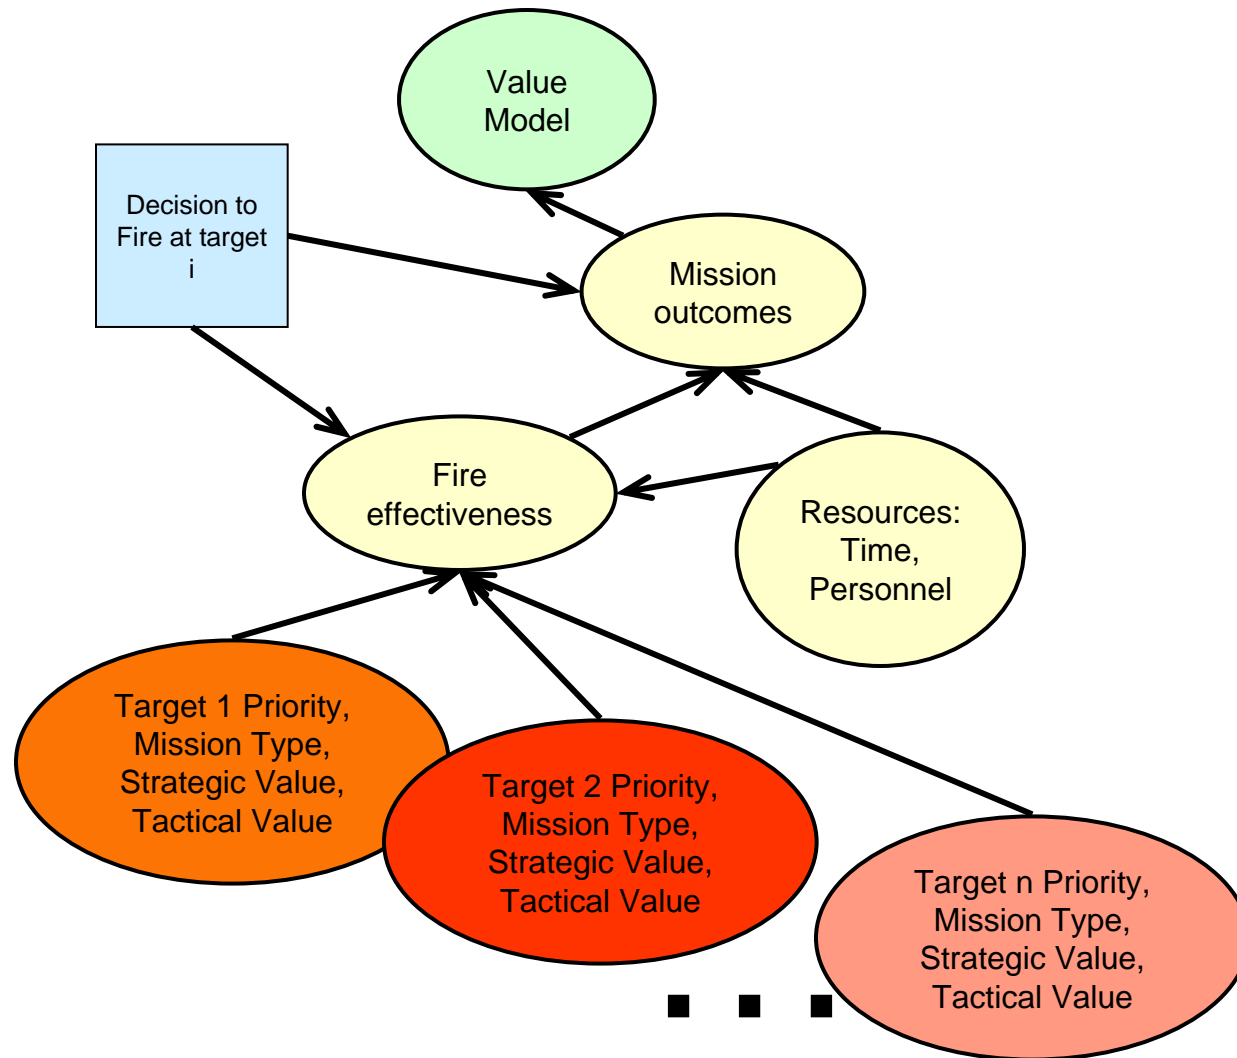 Value
Model
Decision to
Fire at target
i
Mission
outcomes
Fire
effectiveness
Resources:
Time,
Personnel
Target 1 Priority,
Mission Type,
Strategic Value,
Tactical Value
Target 2 Priority,
Mission Type,
Strategic Value,
Tactical Value
Target n Priority,
Mission Type,
Strategic Value,
Tactical Value